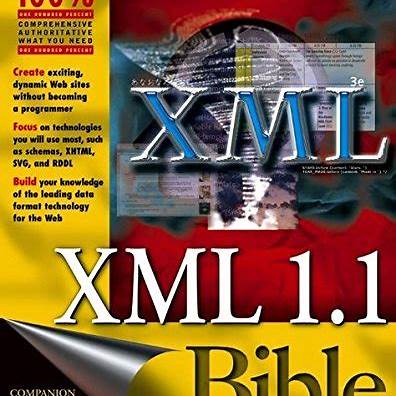 100%
ONE HUNDRED PERCENT
COMPREHENSIVE
AUTHORITATIVE
WHAT YOU NEED
ONE HUNDRED PERCENT
Create exciting,
dynamic Web sites
without becoming
a programmer
Focus on technologies
you will use most, such
as schemas, XHTML,
SVG, and RDDL
Build your knowledge
of the leading data
format technology
for the Web
3e
XML
XML 1.1
Bible
COMPANION